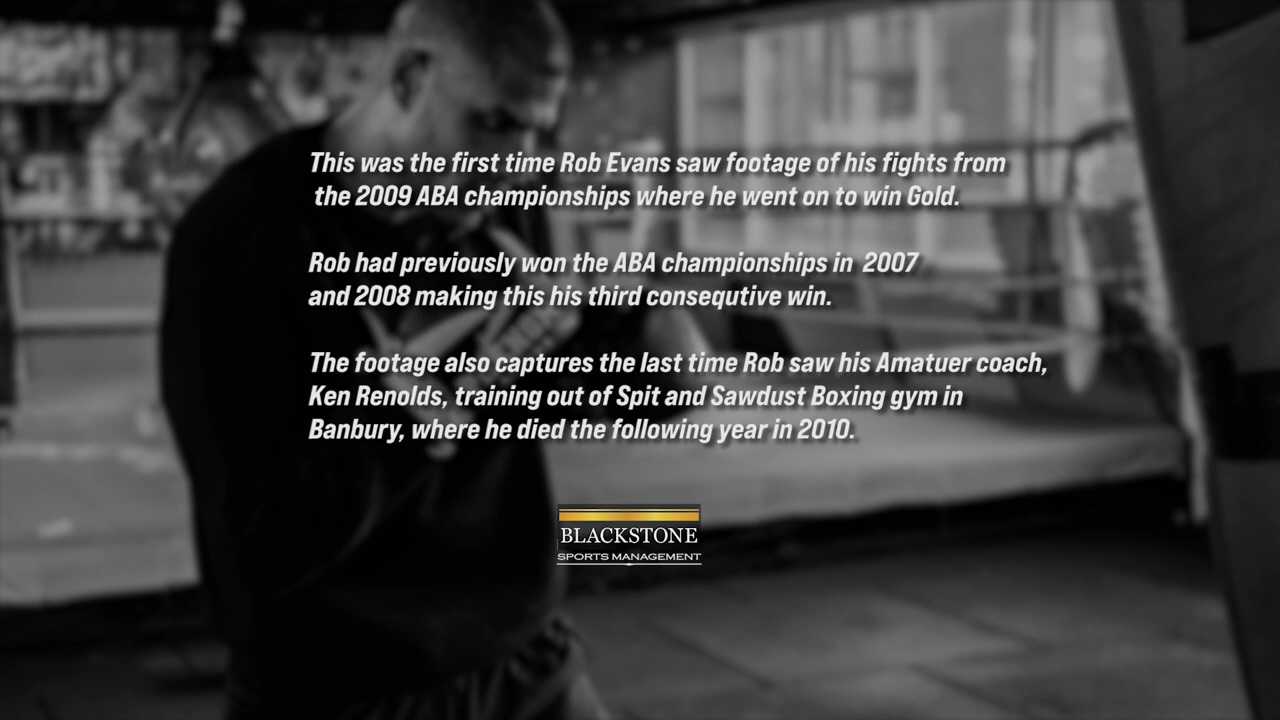 This was the first time Rob Evans saw footage of his fights from
the 2009 ABA championships where he went on to win Gold.
Rob had previously won the ABA championships in 2007
and 2008 making this his third consequtive win.
The footage also captures the last time Rob saw his Amatuer coach,
Ken Renolds, training out of Spit and Sawdust Boxing gym in
Banbury, where he died the following year in 2010.
BLACKSTONE
SPORTS MANAGEMENT